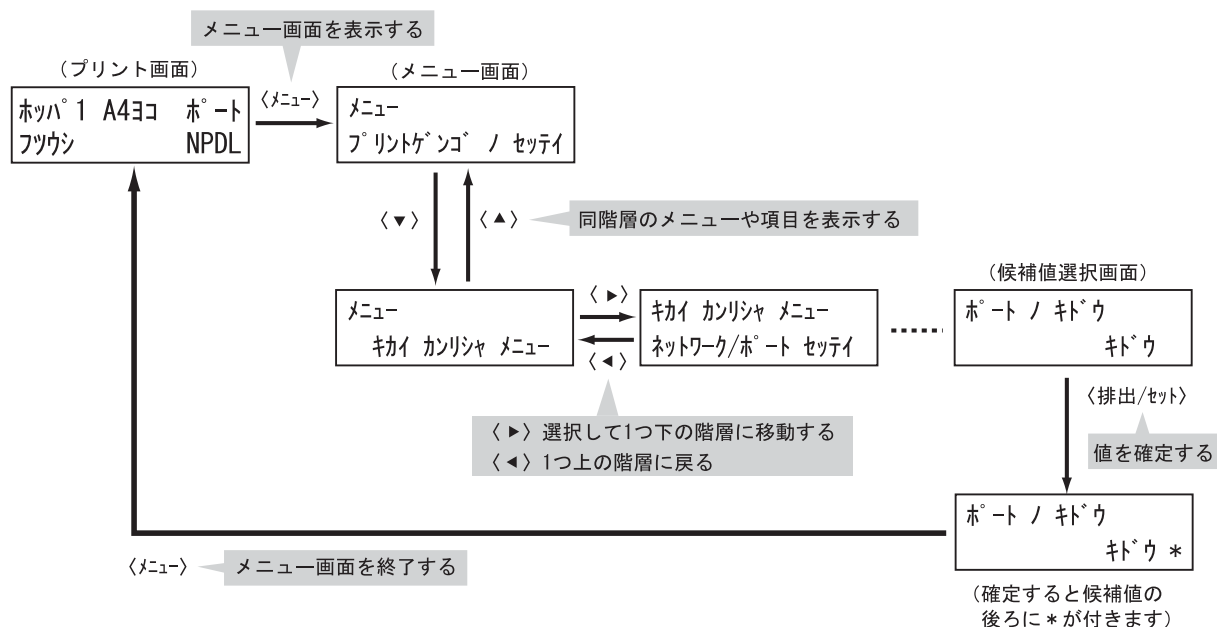 メニュー画面を表示する
（プリント画面）
ﾎｯﾊﾟ1 A4ﾖｺ ﾎﾟｰﾄ
ﾌﾂｳｼ NPDL
〈ﾒﾆｭｰ〉
（メニュー画面）
ﾒﾆｭｰ
ﾌﾟﾘﾝﾄｹﾞﾝｺﾞ ﾉ ｾｯﾃｲ
〈▼〉
〈▲〉
同階層のメニューや項目を表示する
ﾒﾆｭｰ
ｷｶｲ ｶﾝﾘｼｬ ﾒﾆｭｰ
〈▶〉
〈◀〉
ｷｶｲ ｶﾝﾘｼｬ ﾒﾆｭｰ
ﾈｯﾄﾜｰｸ/ﾎﾟｰﾄ ｾｯﾃｲ
（候補値選択画面）
ﾎﾟｰﾄ ﾉ ｷﾄﾞｳ
ｷﾄﾞｳ
〈▶〉選択して1つ下の階層に移動する
〈◀〉1つ上の階層に戻る
〈排出/ｾｯﾄ〉
値を確定する
ﾎﾟｰﾄ ﾉ ｷﾄﾞｳ
ｷﾄﾞｳ *
（確定すると候補値の
後ろに*が付きます）
〈ﾒﾆｭｰ〉
メニュー画面を終了する